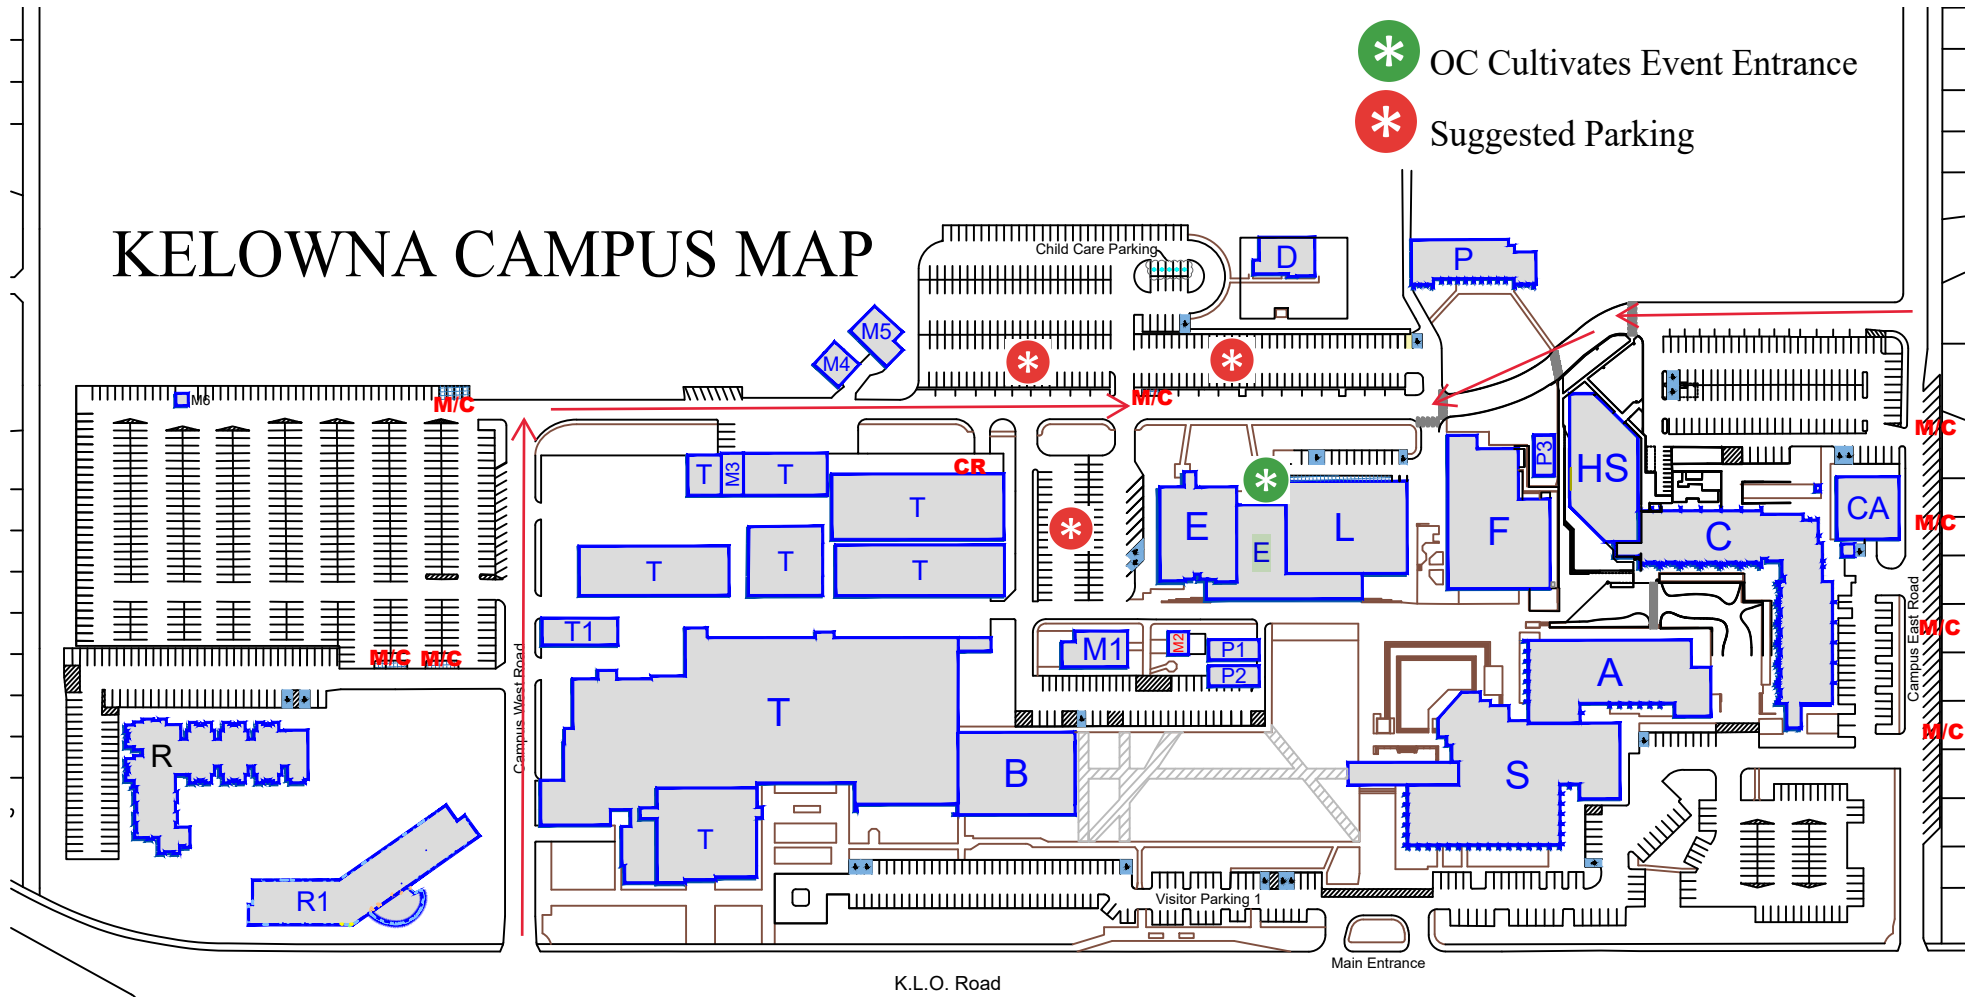 OC Cultivates Event Entrance
Suggested Parking
KELOWNA CAMPUS MAP
Child Care Parking
D
P
M5
M4
M6
M/C
M/C
M/C
CR
T
M3
T
T
E
L
F
P3
HS
C
CA
M/C
T
T
T
E
T1
M1
M2
P1
P2
A
M/C
M/C
M/C
Campus West Road
Campus East Road
M/C
R
T
B
S
T
R1
Visitor Parking 1
Main Entrance
K.L.O. Road